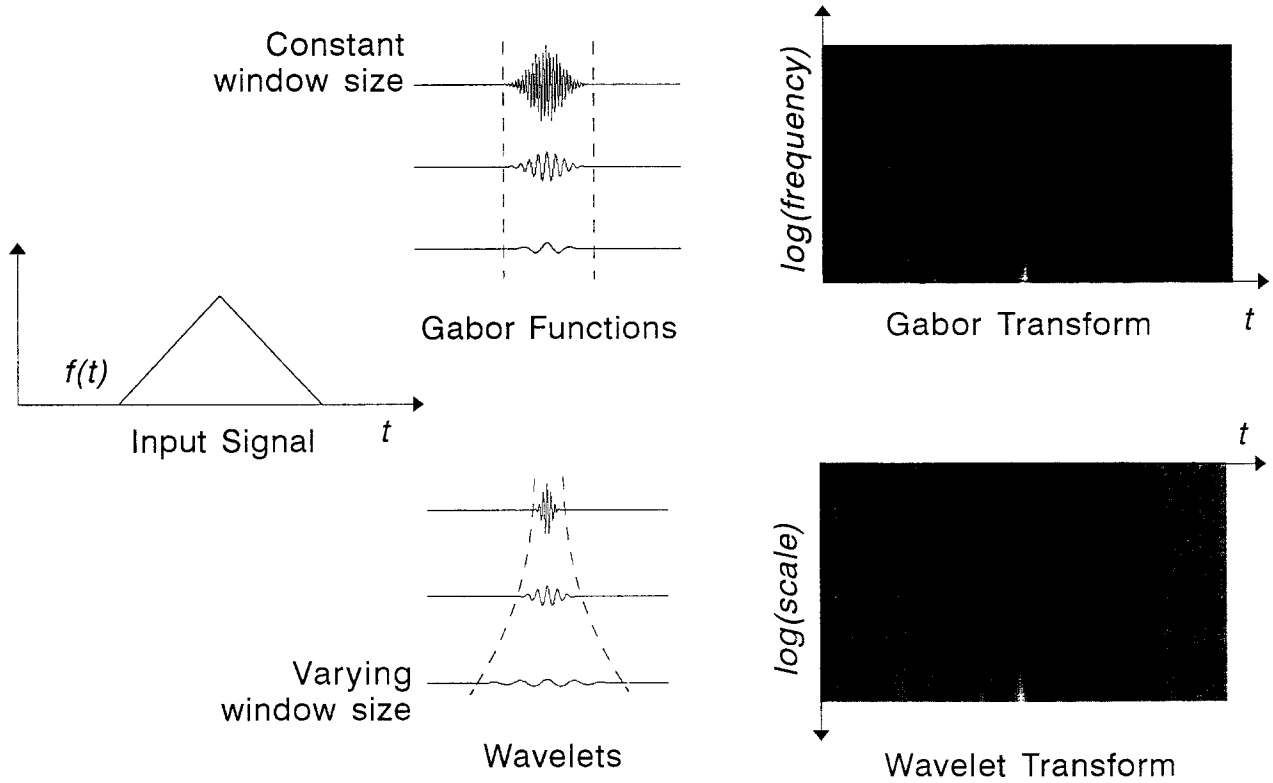 Constant
window size
log(frequency)
Gabor Functions
Gabor Transform
t
f(t)
Input Signal
t
t
log(scale)
Varying
window size
Wavelets
Wavelet Transform